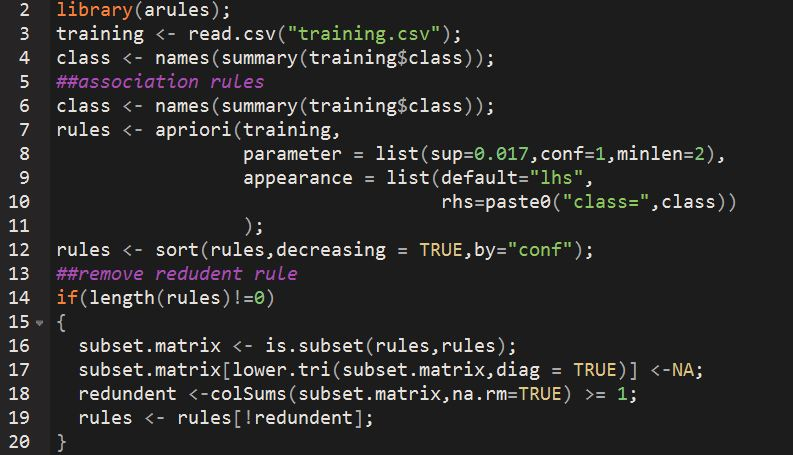 2 library(arules);
3 training <- read.csv("training.csv");
4 class <- names(summary(training$class));
5 ##association rules
6 class <- names(summary(training$class));
7 rules <- apriori(training,
8 parameter = list(sup=0.017,conf=1,minlen=2),
9 appearance = list(default="lhs",
10 rhs=paste0("class=",class))
11 );
12 rules <- sort(rules,decreasing = TRUE,by="conf");
13 ##remove redudent rule
14 if(length(rules)!=0)
15 {
16 subset.matrix <- is.subset(rules,rules);
17 subset.matrix[lower.tri(subset.matrix,diag = TRUE)] <-NA;
18 redundent <-colSums(subset.matrix,na.rm=TRUE) >= 1;
19 rules <- rules[!redundent];
20 }